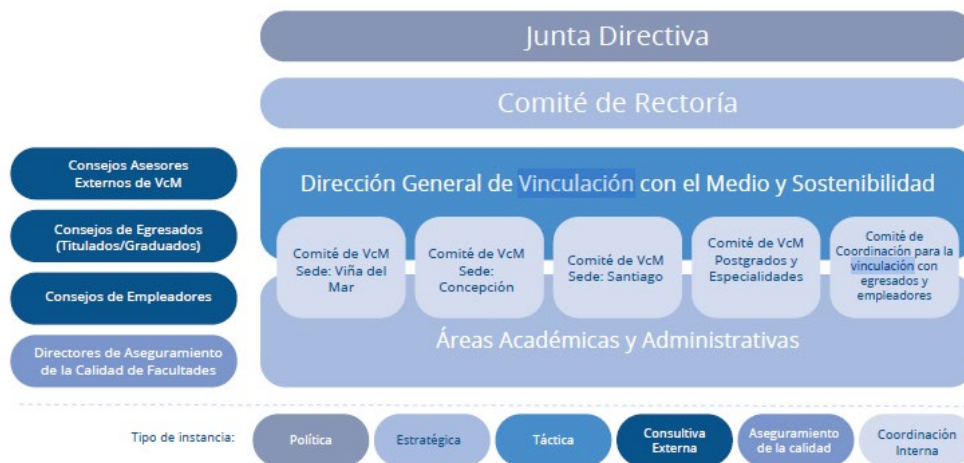 Junta Directiva
Comité de Rectoría
Consejos Asesores
Externos de VcM
Consejos de Egresados
(Titulados/Graduados)
Consejos de Empleadores
Directores de Aseguramiento
de la Calidad de Facultades
Dirección General de Vinculación con el Medio y Sostenibilidad
Comité de VcM
Sede: Viña del
Mar
Comité de VcM
Sede:
Concepción
Comité de VcM
Sede: Santiago
Comité de VcM
Postgrados y
Especialidades
Comité de
Coordinación para la
vinculación con
egresados y
empleadores
Áreas Académicas y Administrativas
Tipo de instancia:
Política
Estratégica
Táctica
Consultiva
Externa
Aseguramiento
de la calidad
Coordinación
Interna